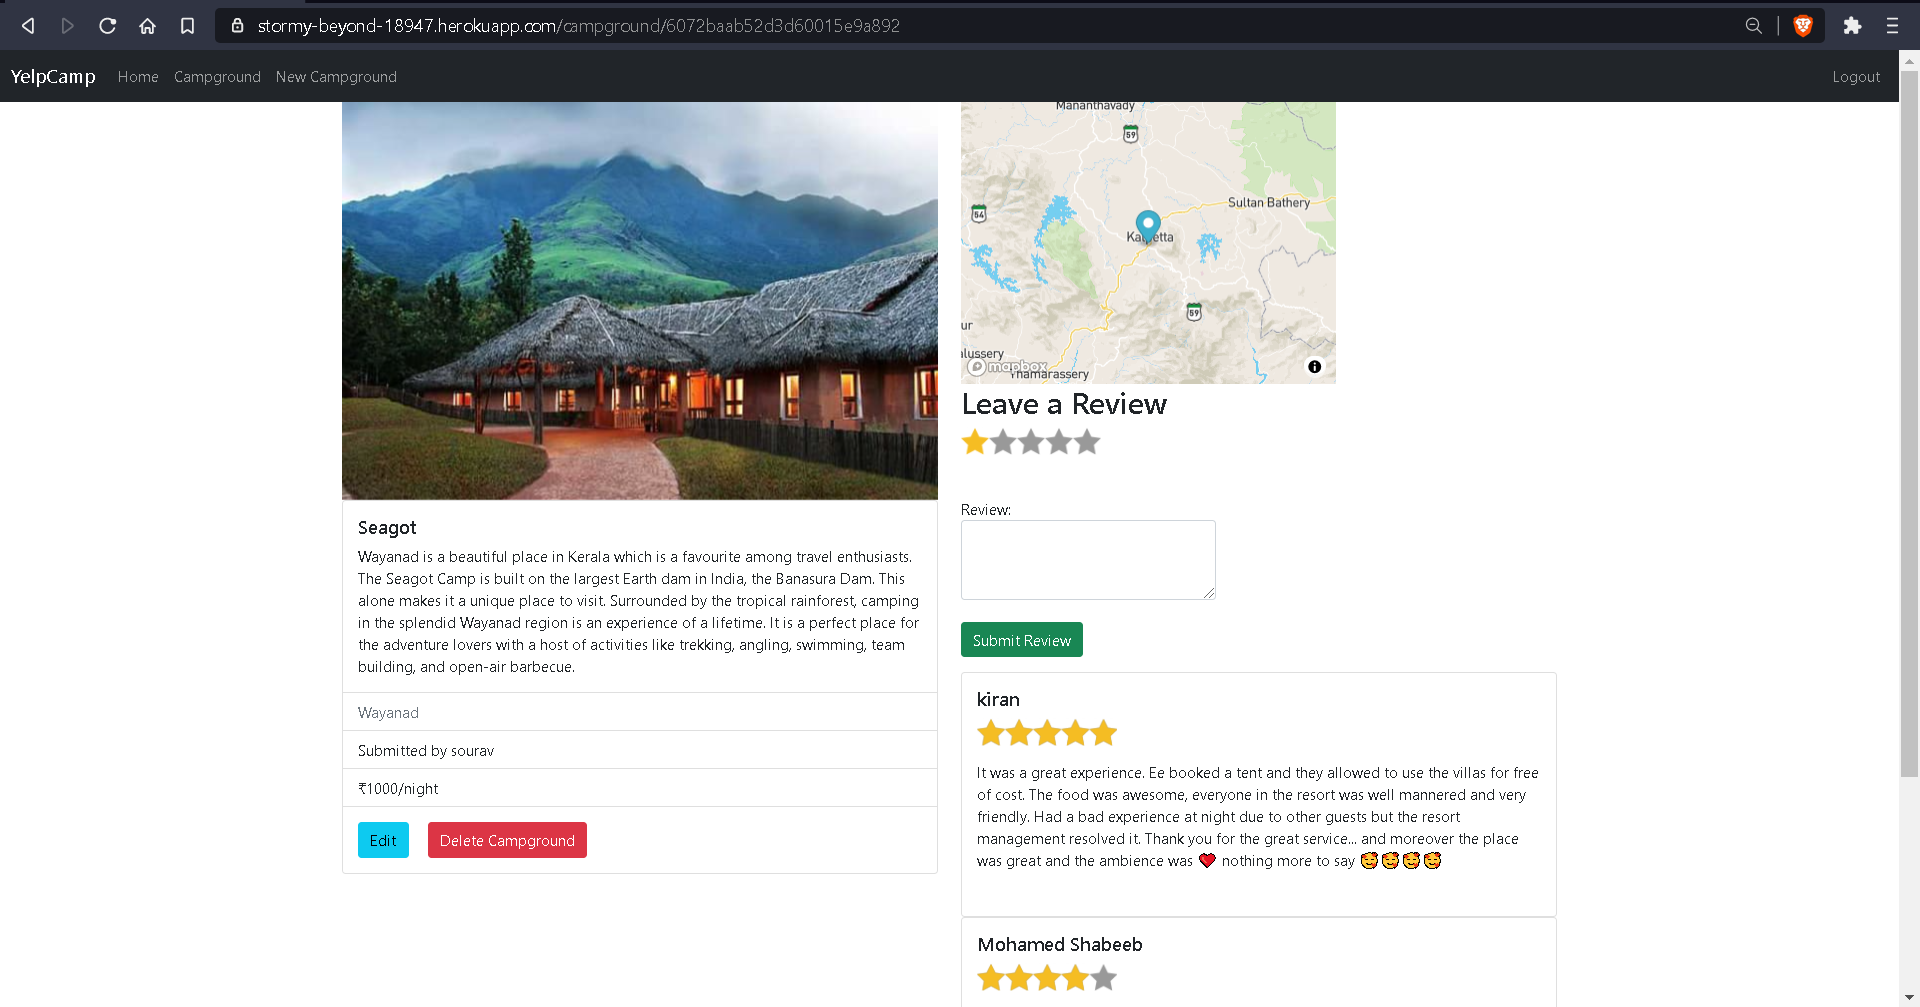 stormy-beyond-18947.herokuapp.com/campground/6072baab52d3d60015e9a892
YelpCamp Home Campground New Campground Logout
Mananthavady
59
54
Sultan Bathery
59
ur
alussery
mapbox
Thamarassery
Seagot
Wayanad is a beautiful place in Kerala which is a favourite among travel enthusiasts.
The Seagot Camp is built on the largest Earth dam in India, the Banasura Dam. This
alone makes it a unique place to visit. Surrounded by the tropical rainforest, camping
in the splendid Wayanad region is an experience of a lifetime. It is a perfect place for
the adventure lovers with a host of activities like trekking, angling, swimming, team
building, and open-air barbecue.
Wayanad
Submitted by sourav
₹1000/night
Edit Delete Campground
Leave a Review
Review:
Submit Review
kiran
It was a great experience. Ee booked a tent and they allowed to use the villas for free
of cost. The food was awesome, everyone in the resort was well mannered and very
friendly. Had a bad experience at night due to other guests but the resort
management resolved it. Thank you for the great service... and moreover the place
was great and the ambience was ❤️ nothing more to say 🥰🥰🥰🥰
Mohamed Shabeeb